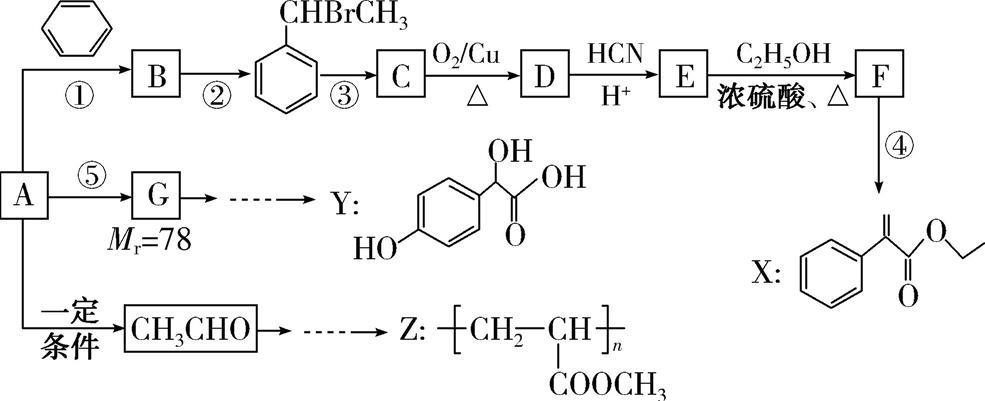 CHBrCH₃
① B ② ③ C O₂/Cu △ D HCN H⁺ E C₂H₅OH 浓硫酸、△ F
④
A ⑤ G Mr=78 Y: OH OH O HO
X: O O
一定条件 CH₃CHO Z: [CH₂—CH]n COOCH₃